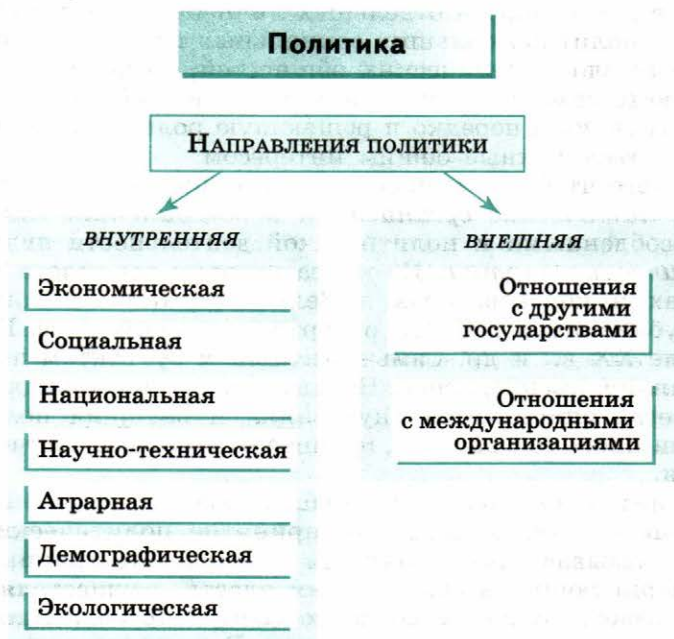 Политика
НАПРАВЛЕНИЯ ПОЛИТИКИ
ВНУТРЕННЯЯ
Экономическая
Социальная
Национальная
Научно-техническая
Аграрная
Демографическая
Экологическая
ВНЕШНЯЯ
Отношения
с другими
государствами
Отношения
с международными
организациями